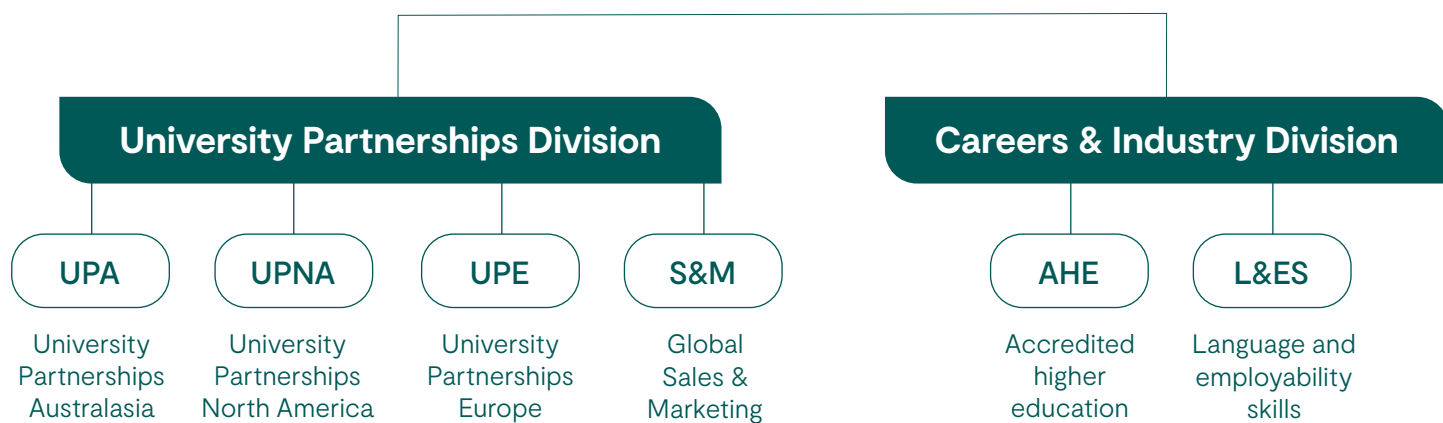 University Partnerships Division
Careers & Industry Division
UPA
UPNA
UPE
S&M
AHE
L&ES
University
Partnerships
Australasia
University
Partnerships
North America
University
Partnerships
Europe
Global
Sales &
Marketing
Accredited
higher
education
Language and
employability
skills